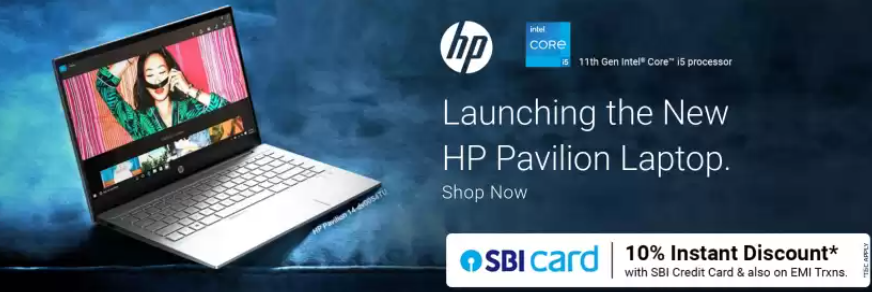 hp
intel
CORE
i5
11th Gen Intel® Core™ i5 processor
Launching the New
HP Pavilion Laptop.
Shop Now
SBI card
10% Instant Discount*
with SBI Credit Card & also on EMI Trxns.
*T&C APPLY